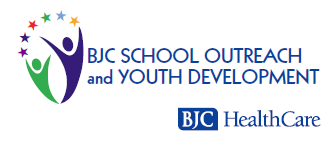 BJC SCHOOL OUTREACH
and YOUTH DEVELOPMENT
BJC HealthCare